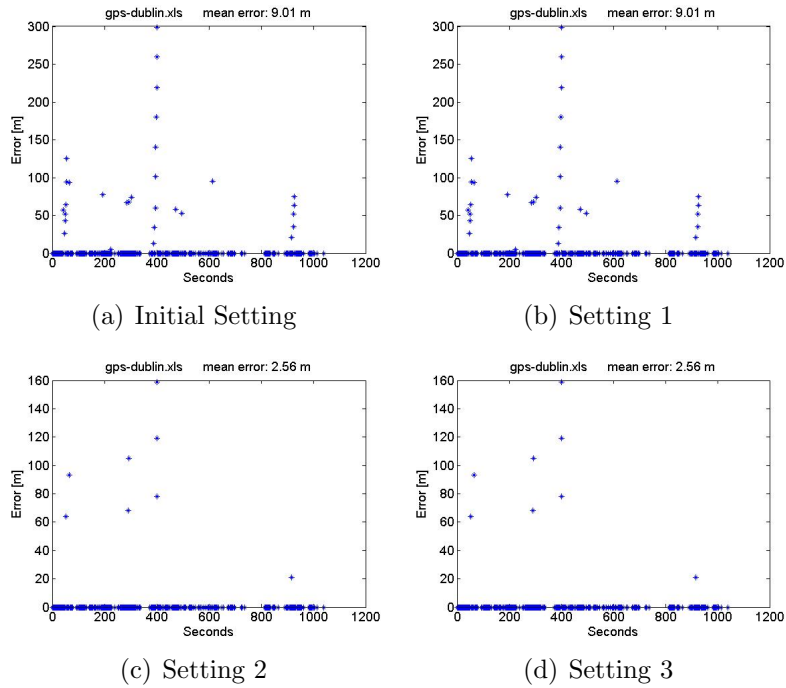 gps-dublin.xls mean error: 9.01 m
300
250
200
150
100
50
0
Error [m]
0 200 400 600 800 1000 1200
Seconds
(a) Initial Setting
gps-dublin.xls mean error: 9.01 m
300
250
200
150
100
50
0
Error [m]
0 200 400 600 800 1000 1200
Seconds
(b) Setting 1
gps-dublin.xls mean error: 2.56 m
160
140
120
100
80
60
40
20
0
Error [m]
0 200 400 600 800 1000 1200
Seconds
(c) Setting 2
gps-dublin.xls mean error: 2.56 m
160
140
120
100
80
60
40
20
0
Error [m]
0 200 400 600 800 1000 1200
Seconds
(d) Setting 3